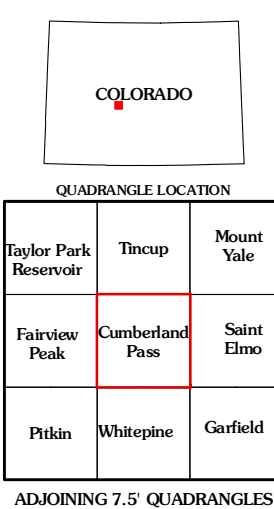 COLORADO
QUADRANGLE LOCATION
Taylor Park
Reservoir
Tincup
Mount
Yale
Fairview
Peak
Cumberland
Pass
Saint
Elmo
Pitkin
Whitepine
Garfield
ADJOINING 7.5' QUADRANGLES